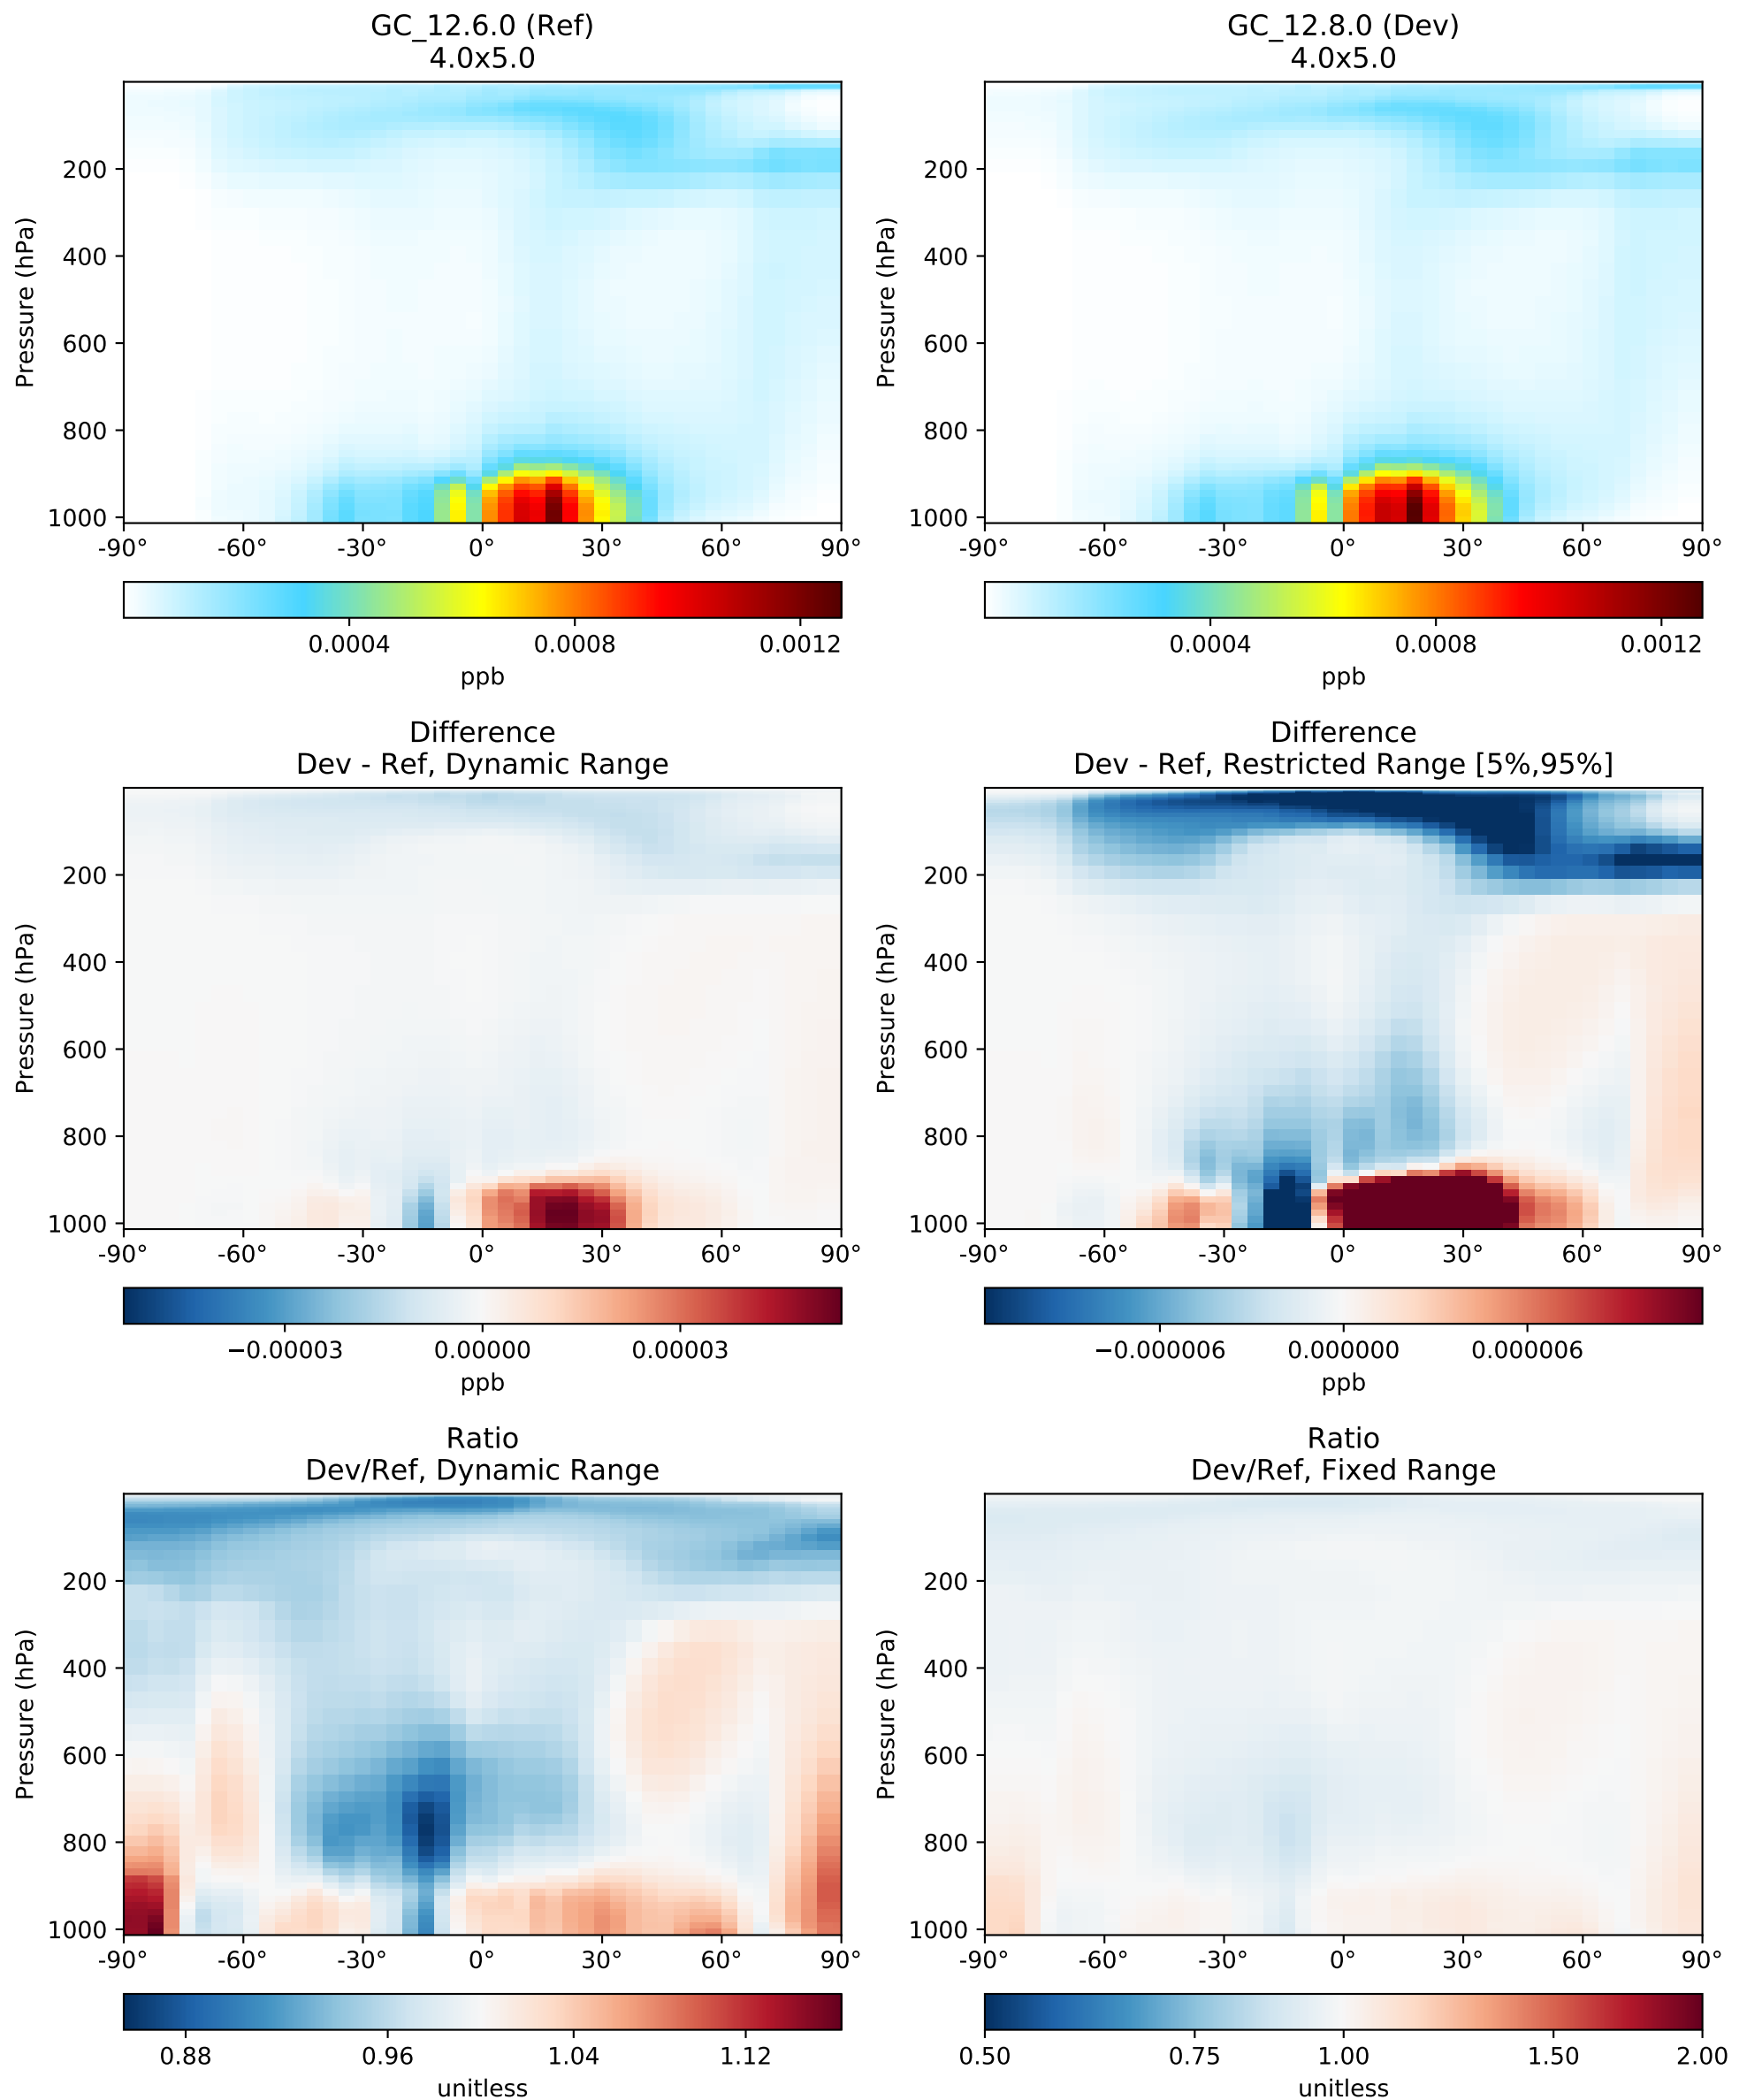 GC_12.6.0 (Ref)
4.0x5.0
Pressure (hPa)
200
400
600
800
1000
-90° -60° -30° 0° 30° 60° 90°
0.0004 0.0008 0.0012
ppb
GC_12.8.0 (Dev)
4.0x5.0
Pressure (hPa)
200
400
600
800
1000
-90° -60° -30° 0° 30° 60° 90°
0.0004 0.0008 0.0012
ppb
Difference
Dev - Ref, Dynamic Range
Pressure (hPa)
200
400
600
800
1000
-90° -60° -30° 0° 30° 60° 90°
−0.00003 0.00000 0.00003
ppb
Difference
Dev - Ref, Restricted Range [5%,95%]
Pressure (hPa)
200
400
600
800
1000
-90° -60° -30° 0° 30° 60° 90°
−0.000006 0.000000 0.000006
ppb
Ratio
Dev/Ref, Dynamic Range
Pressure (hPa)
200
400
600
800
1000
-90° -60° -30° 0° 30° 60° 90°
0.88 0.96 1.04 1.12
unitless
Ratio
Dev/Ref, Fixed Range
Pressure (hPa)
200
400
600
800
1000
-90° -60° -30° 0° 30° 60° 90°
0.50 0.75 1.00 1.50 2.00
unitless